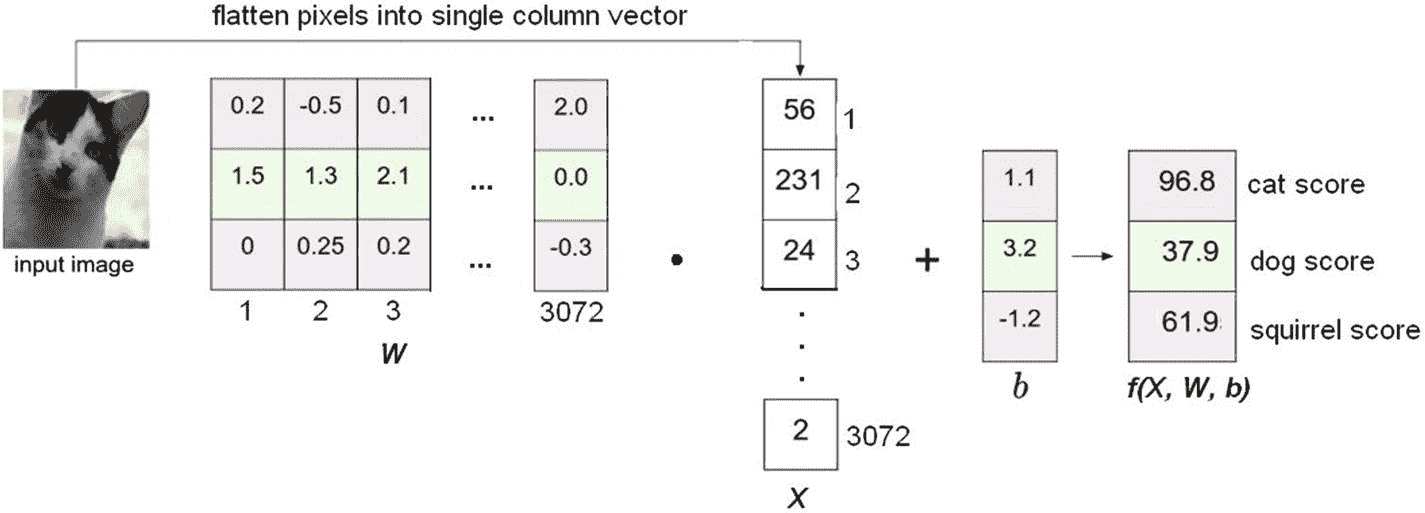 flatten pixels into single column vector
input image
0.2 -0.5 0.1 ... 2.0
1.5 1.3 2.1 ... 0.0
0 0.25 0.2 ... -0.3
1 2 3 3072
W
•
56 1
231 2
24 3
.
.
.
2 3072
X
+
1.1
3.2
-1.2
b
96.8 cat score
37.9 dog score
61.9 squirrel score
f(X, W, b)